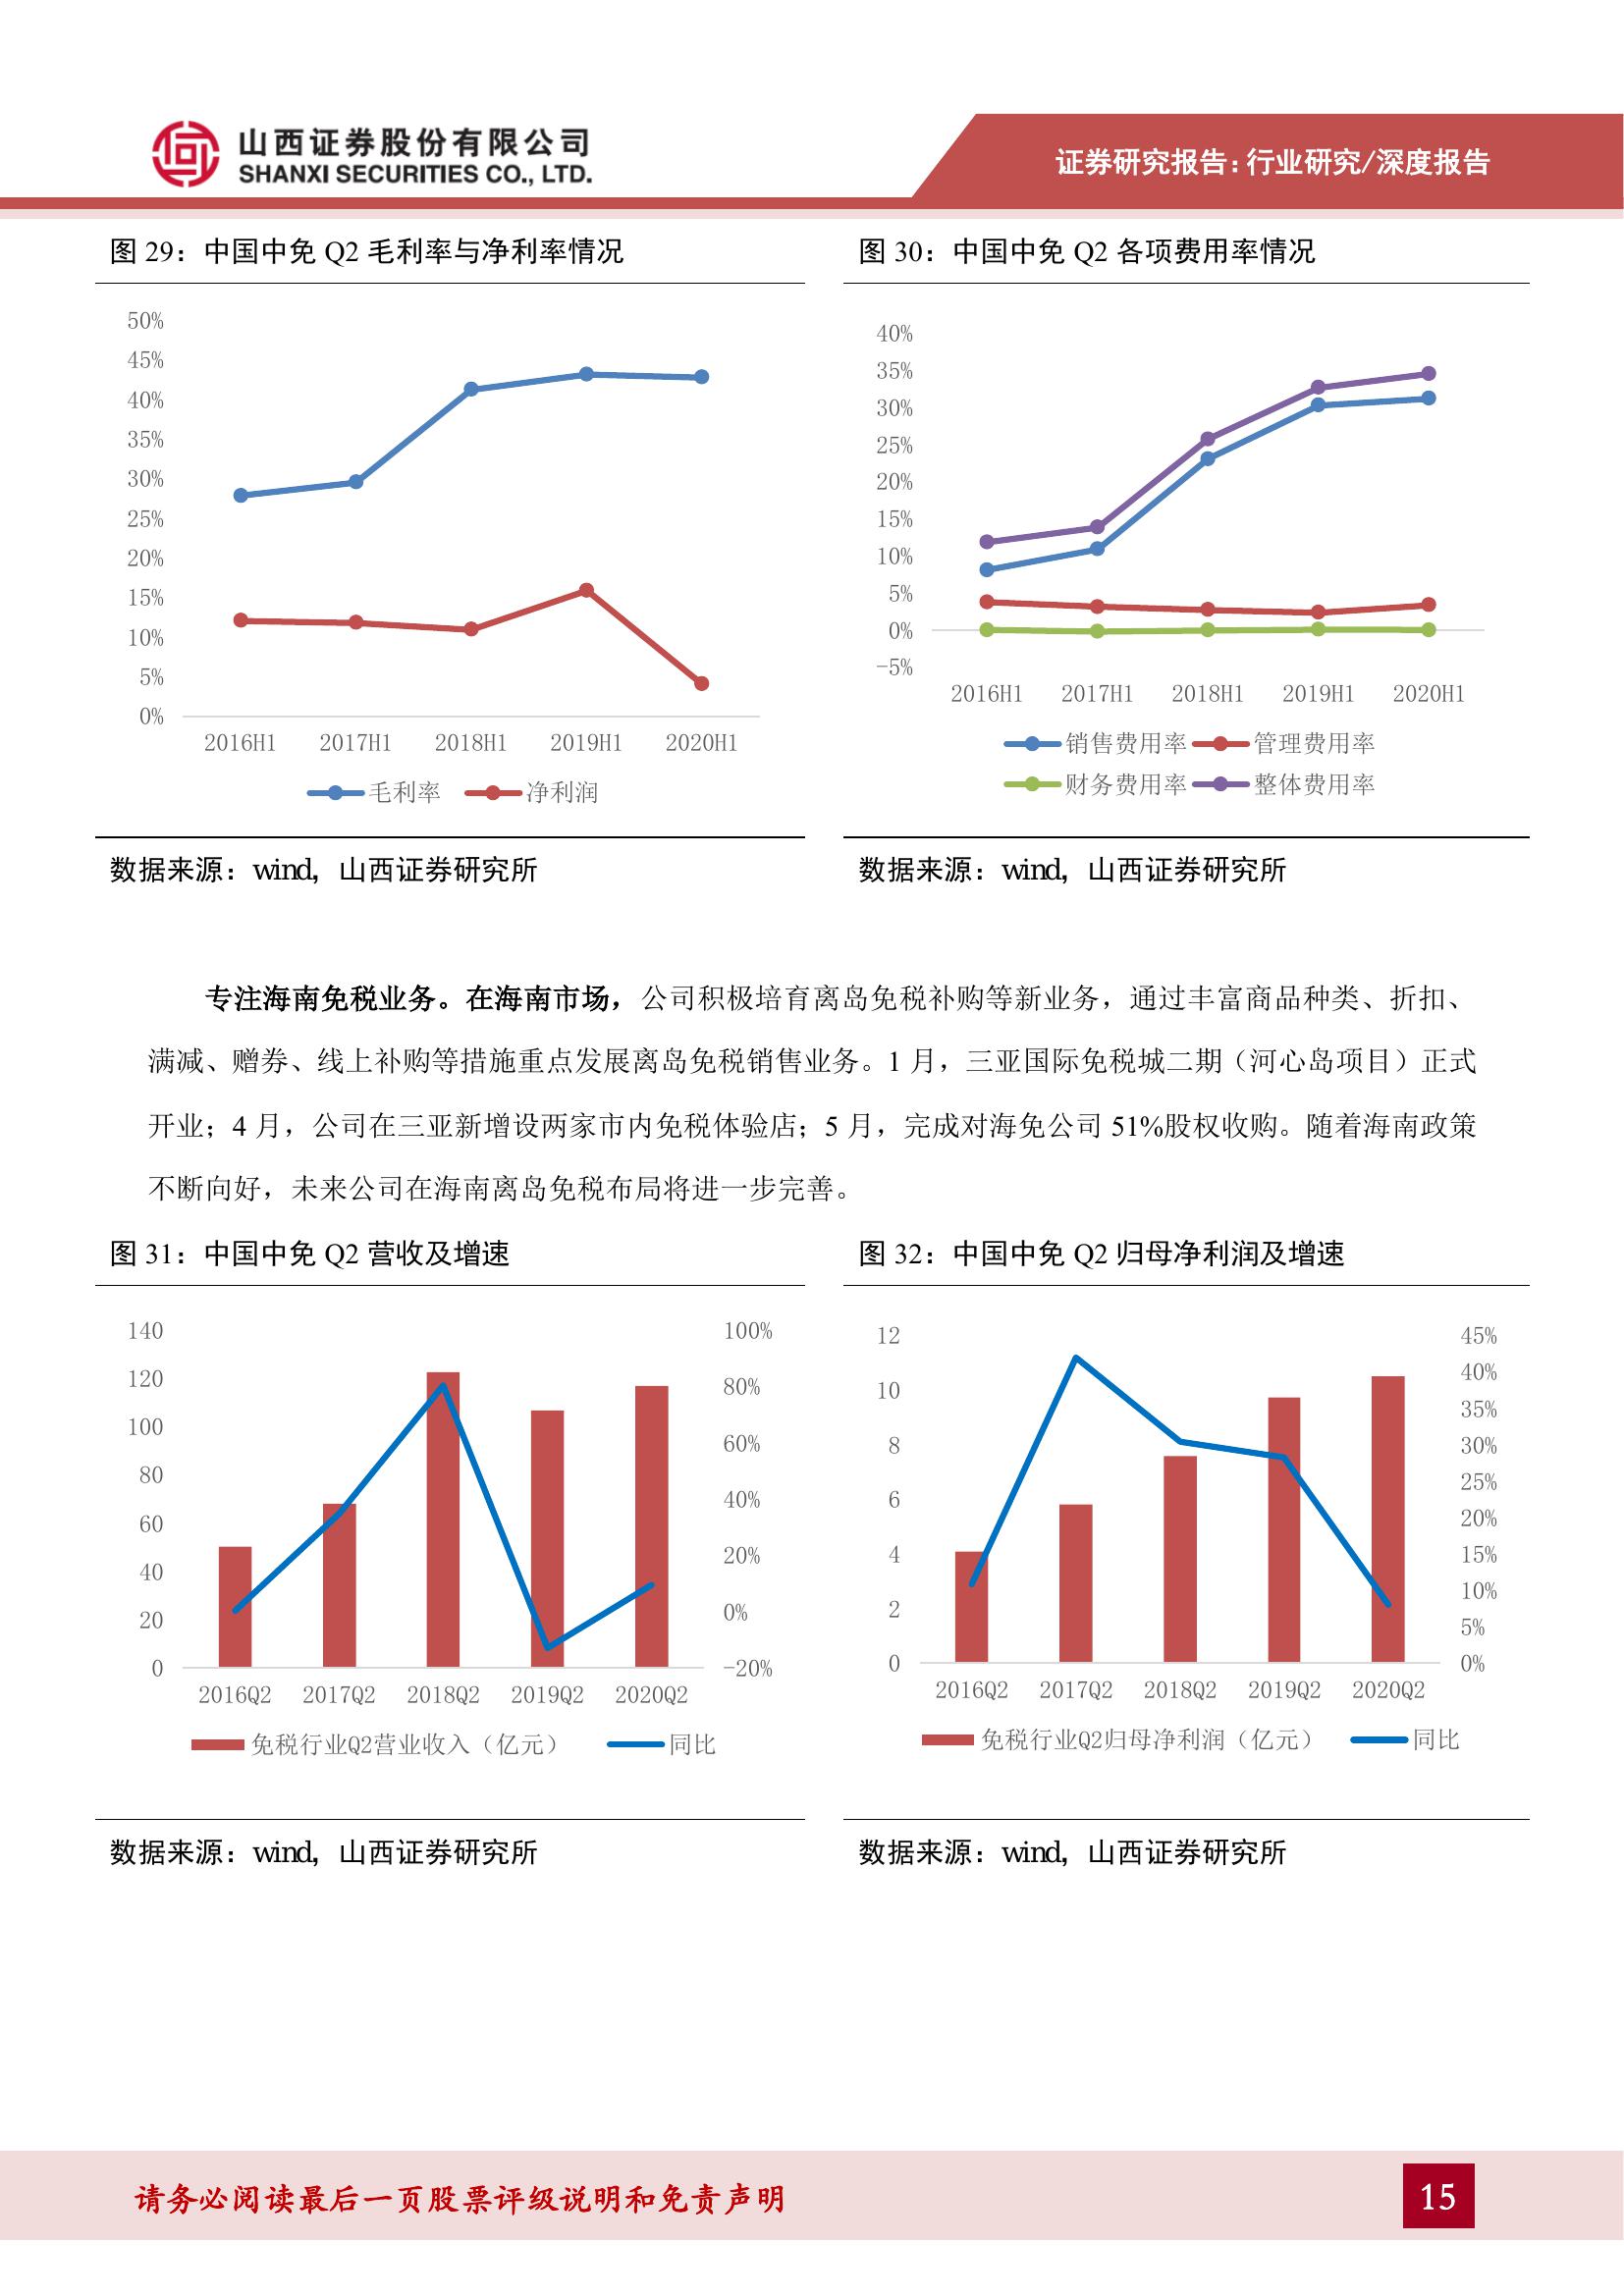 山西证券股份有限公司
SHANXI SECURITIES CO., LTD.
证券研究报告:行业研究/深度报告
图 29：中国中免 Q2 毛利率与净利率情况
50%
45%
40%
35%
30%
25%
20%
15%
10%
5%
0%
2016H1 2017H1 2018H1 2019H1 2020H1
毛利率 净利润
数据来源：wind，山西证券研究所
图 30：中国中免 Q2 各项费用率情况
40%
35%
30%
25%
20%
15%
10%
5%
0%
-5%
2016H1 2017H1 2018H1 2019H1 2020H1
销售费用率 管理费用率
财务费用率 整体费用率
数据来源：wind，山西证券研究所
专注海南免税业务。在海南市场，公司积极培育离岛免税补购等新业务，通过丰富商品种类、折扣、
满减、赠券、线上补购等措施重点发展离岛免税销售业务。1 月，三亚国际免税城二期（河心岛项目）正式
开业；4 月，公司在三亚新增设两家市内免税体验店；5 月，完成对海免公司 51%股权收购。随着海南政策
不断向好，未来公司在海南离岛免税布局将进一步完善。
图 31：中国中免 Q2 营收及增速
140
120
100
80
60
40
20
0
100%
80%
60%
40%
20%
0%
-20%
2016Q2 2017Q2 2018Q2 2019Q2 2020Q2
免税行业Q2营业收入（亿元） 同比
数据来源：wind，山西证券研究所
图 32：中国中免 Q2 归母净利润及增速
12
10
8
6
4
2
0
45%
40%
35%
30%
25%
20%
15%
10%
5%
0%
2016Q2 2017Q2 2018Q2 2019Q2 2020Q2
免税行业Q2归母净利润（亿元） 同比
数据来源：wind，山西证券研究所
请务必阅读最后一页股票评级说明和免责声明
15